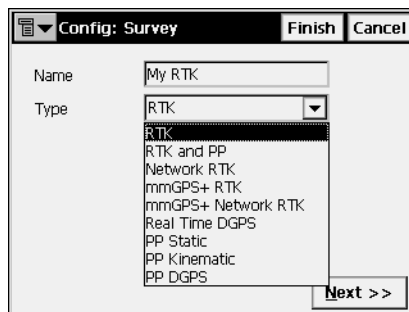 Config: Survey Finish Cancel
Name My RTK
Type RTK
RTK
RTK and PP
Network RTK
mmGPS+ RTK
mmGPS+ Network RTK
Real Time DGPS
PP Static
PP Kinematic
PP DGPS
Next >>